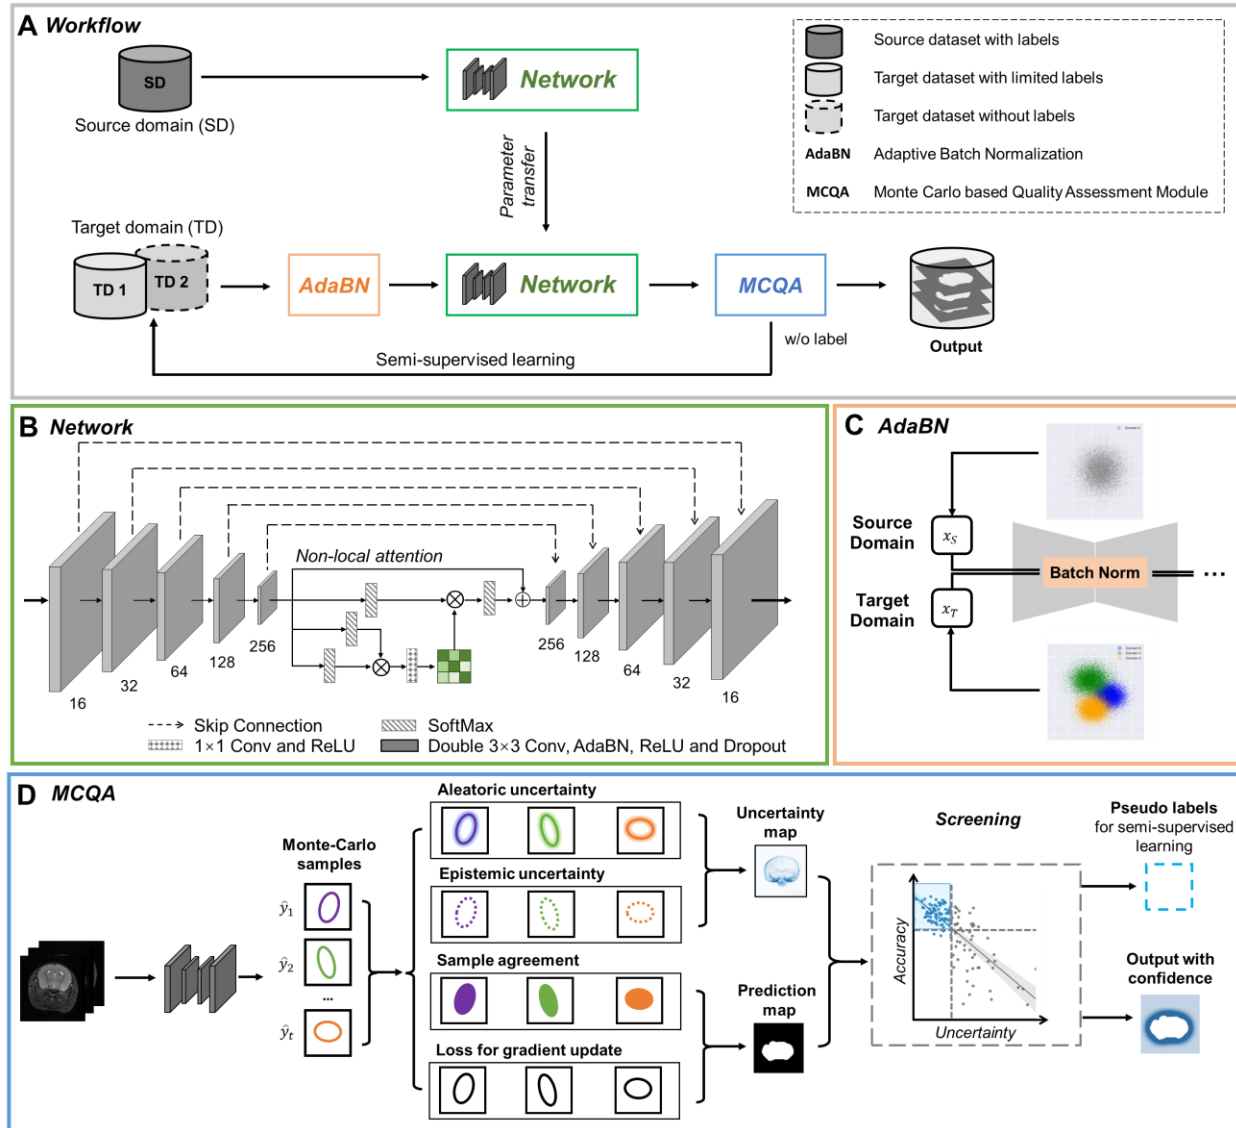 A Workflow
SD
Source domain (SD)
Network
Parameter
transfer
Source dataset with labels
Target dataset with limited labels
Target dataset without labels
AdaBN Adaptive Batch Normalization
MCQA Monte Carlo based Quality Assessment Module
Target domain (TD)
TD 1
TD 2
AdaBN
Network
MCQA
w/o label
Output
Semi-supervised learning
B Network
Non-local attention
16
32
64
128
256
256
128
64
32
16
Skip Connection
SoftMax
1×1 Conv and ReLU
Double 3×3 Conv, AdaBN, ReLU and Dropout
C AdaBN
Source
Domain
x_S
Batch Norm
...
Target
Domain
x_T
D MCQA
Monte-Carlo
samples
ŷ_1
ŷ_2
...
ŷ_t
Aleatoric uncertainty
Epistemic uncertainty
Sample agreement
Loss for gradient update
Uncertainty
map
Prediction
map
Screening
Accuracy
Uncertainty
Pseudo labels
for semi-supervised
learning
Output with
confidence